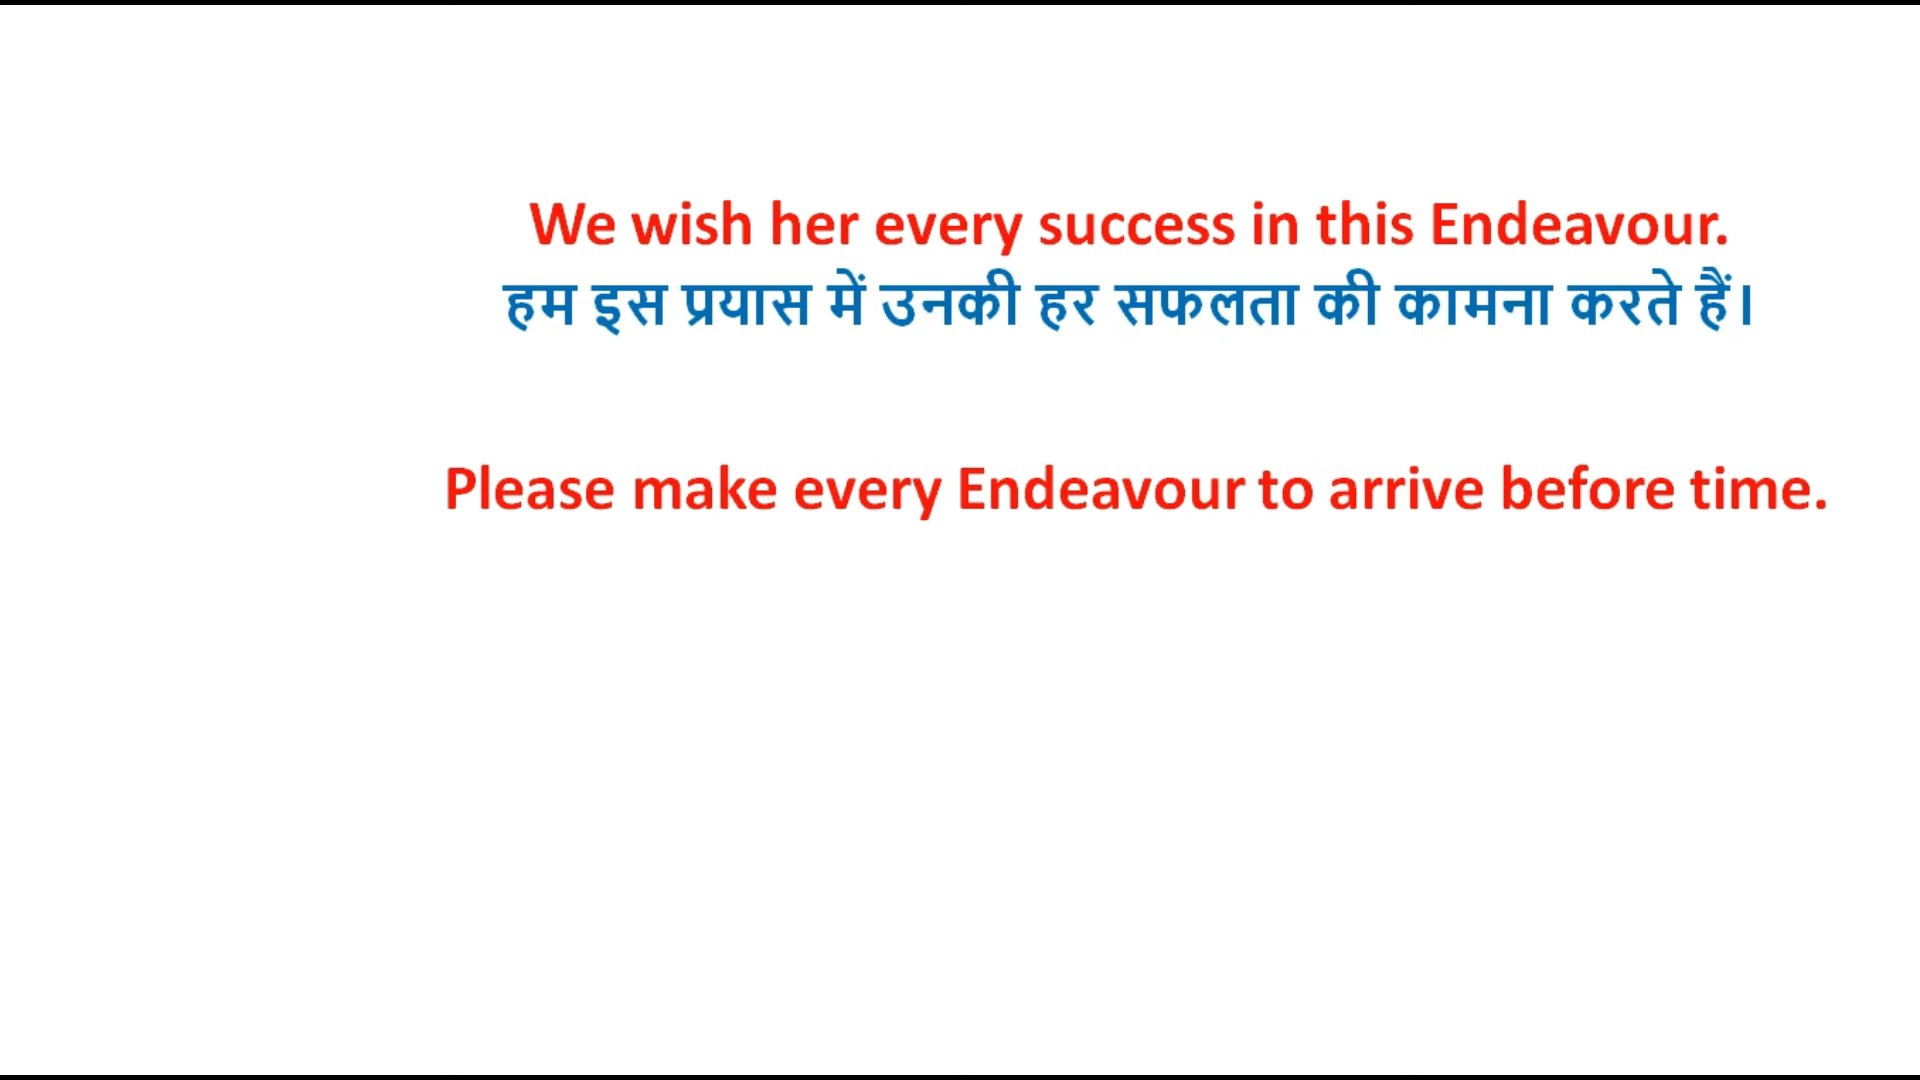 We wish her every success in this Endeavour.
हम इस प्रयास में उनकी हर सफलता की कामना करते हैं।
Please make every Endeavour to arrive before time.